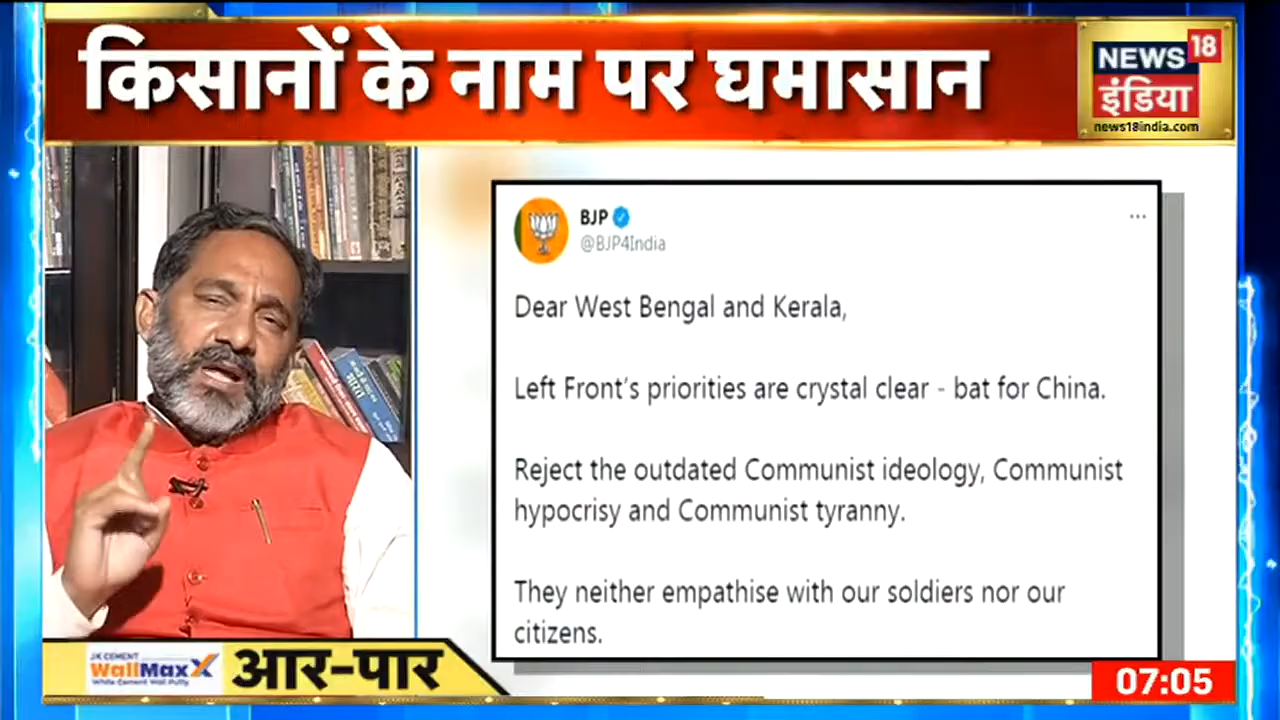 किसानों के नाम पर घमासान
NEWS 18
इंडिया
news18india.com
BJP
@BJP4India
Dear West Bengal and Kerala,
Left Front's priorities are crystal clear - bat for China.
Reject the outdated Communist ideology, Communist
hypocrisy and Communist tyranny.
They neither empathise with our soldiers nor our
citizens.
JK CEMENT
WallMaxX
White Cement Wall Putty
आर-पार
07:05